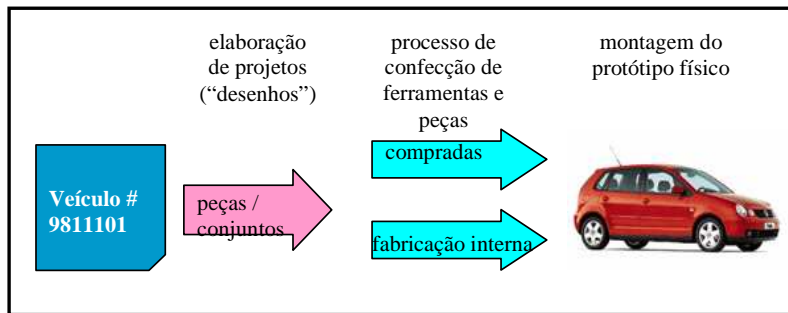 elaboração
de projetos
(“desenhos”)
processo de
confecção de
ferramentas e
peças
montagem do
protótipo físico
Veículo #
9811101
peças /
conjuntos
compradas
fabricação interna